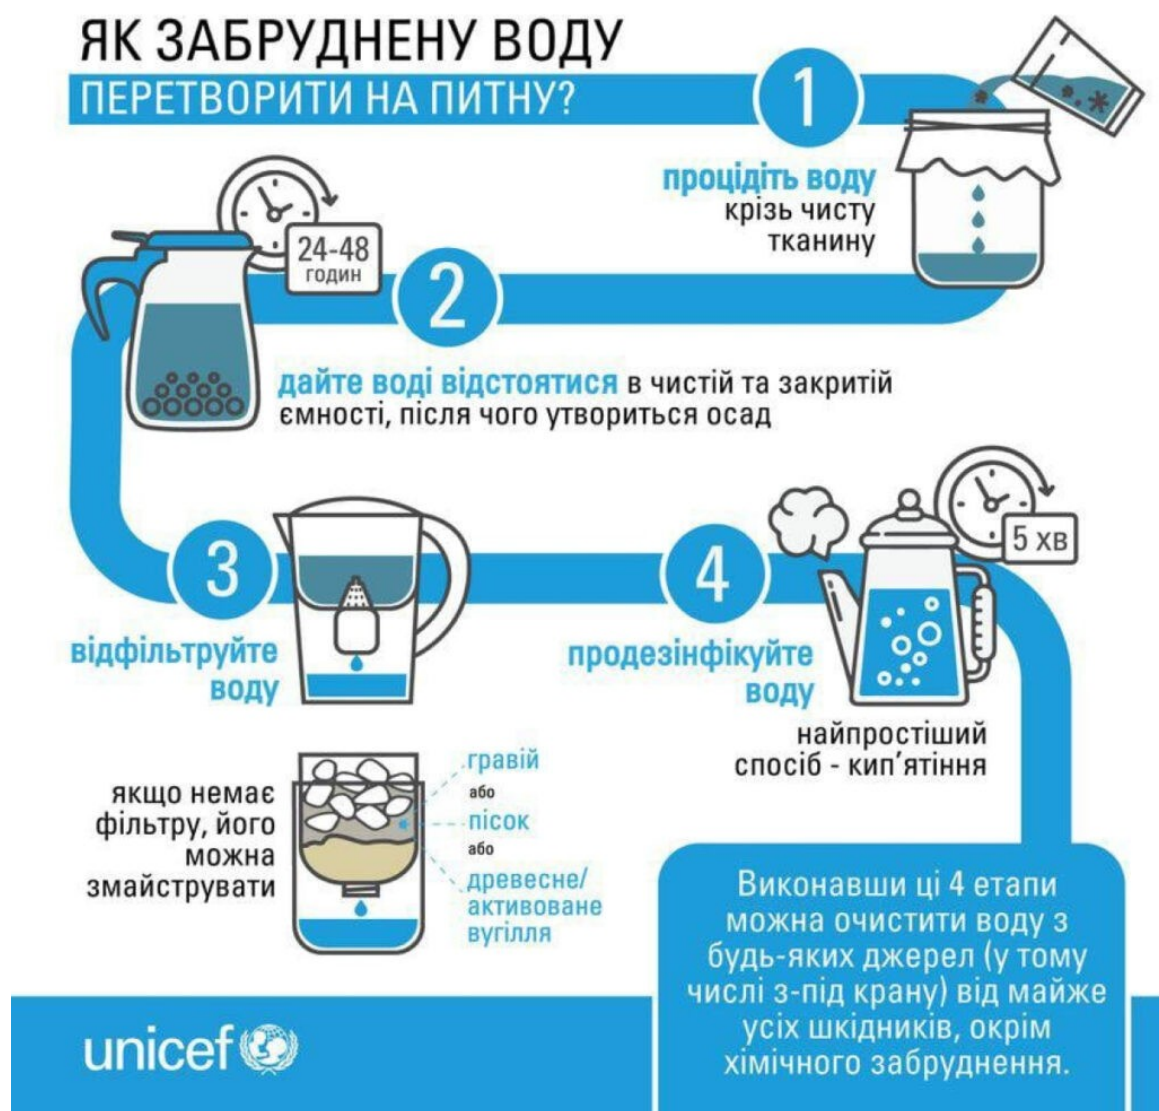 ЯК ЗАБРУДНЕНУ ВОДУ
ПЕРЕТВОРИТИ НА ПИТНУ?
1
процідіть воду
крізь чисту
тканину
24-48
годин
2
дайте воді відстоятися в чистій та закритій
ємності, після чого утвориться осад
3
відфільтруйте
воду
4
5 хв
продезінфікуйте
воду
найпростіший
спосіб - кип'ятіння
якщо немає
фільтру, його
можна
змайструвати
гравій
або
пісок
або
древесне/
активоване
вугілля
Виконавши ці 4 етапи
можна очистити воду з
будь-яких джерел (у тому
числі з-під крану) від майже
усіх шкідників, окрім
хімічного забруднення.
unicef